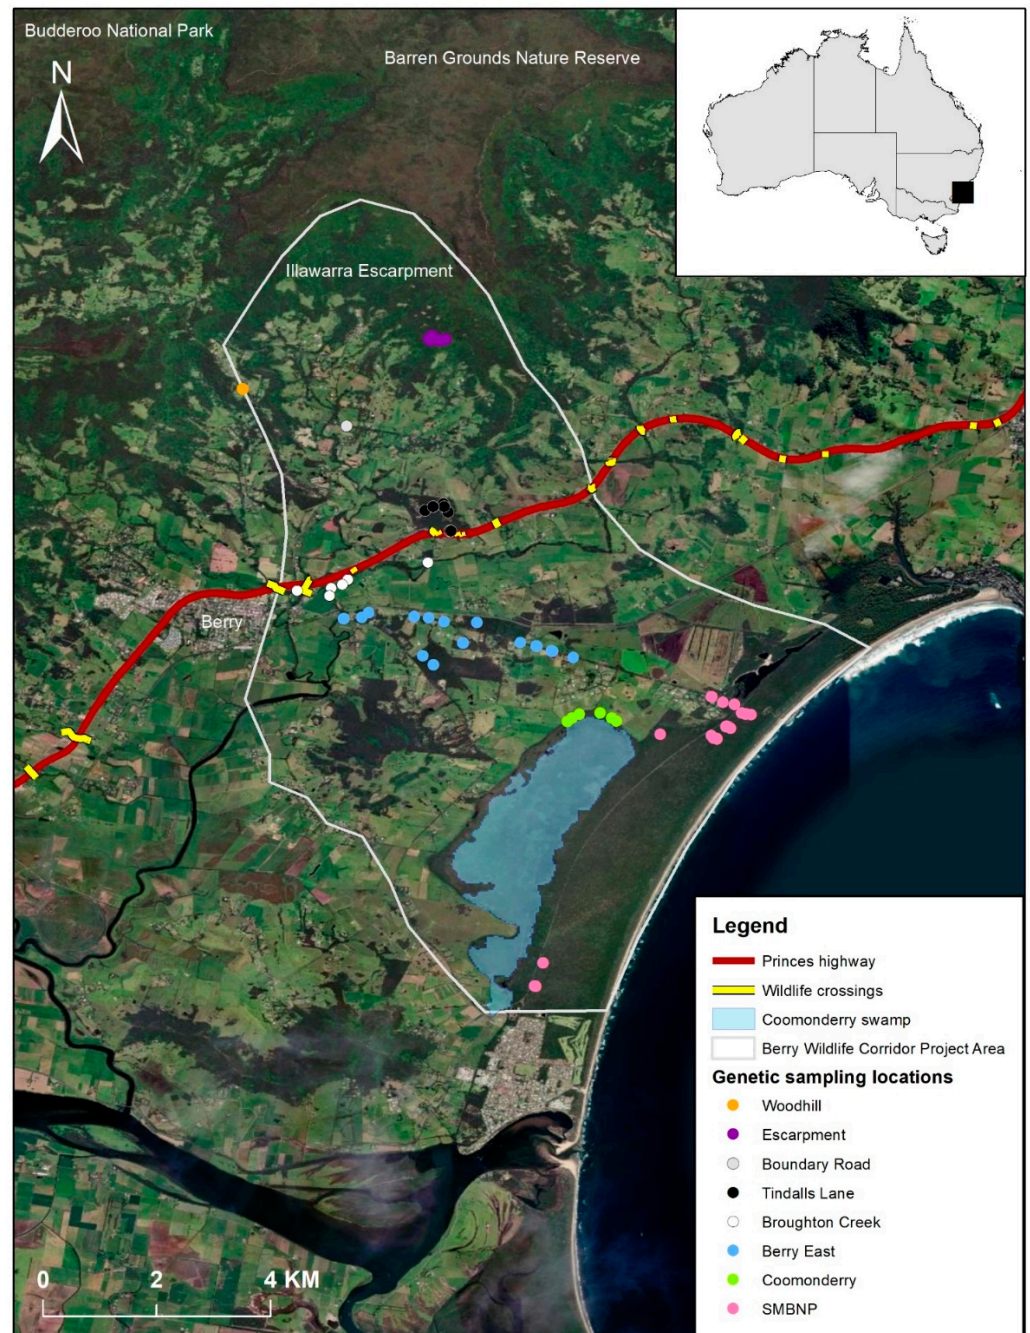 Budderoo National Park
Barren Grounds Nature Reserve
N
Illawarra Escarpment
Berry
Legend
Princes highway
Wildlife crossings
Coomonderry swamp
Berry Wildlife Corridor Project Area
Genetic sampling locations
Woodhill
Escarpment
Boundary Road
Tindalls Lane
Broughton Creek
Berry East
Coomonderry
SMBNP
0 2 4 KM